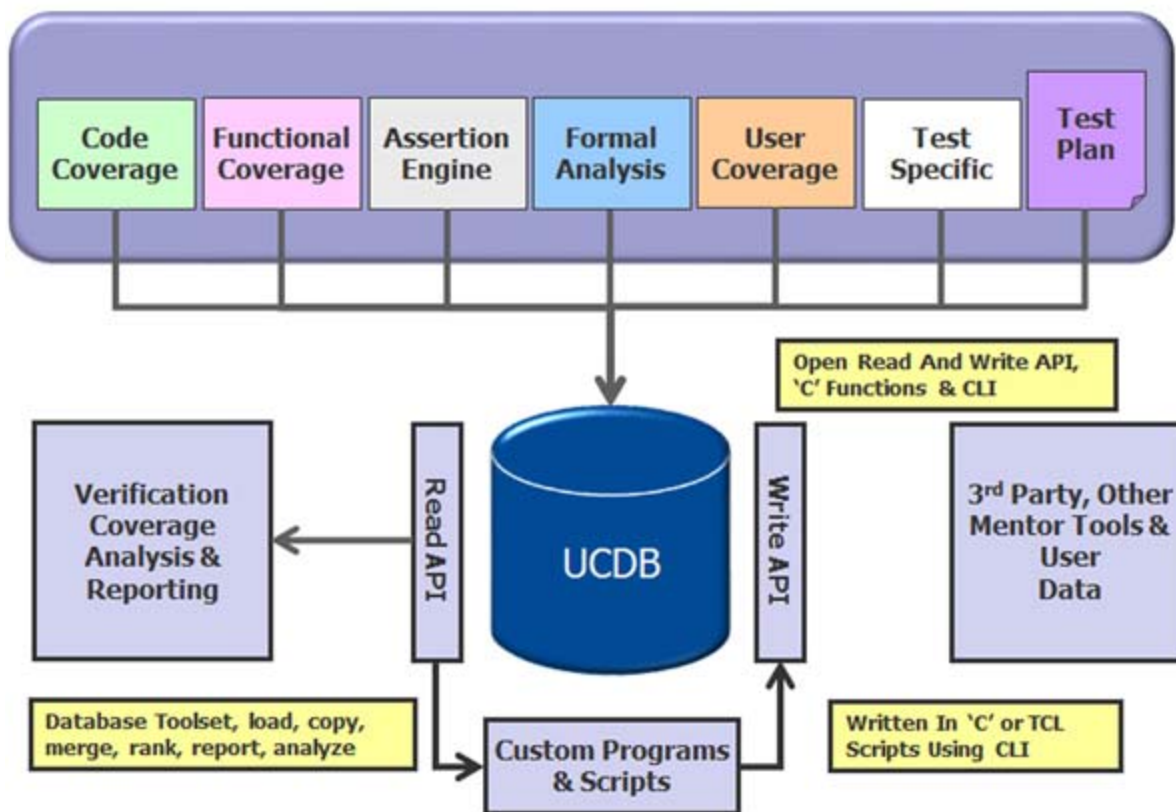 Code
Coverage
Functional
Coverage
Assertion
Engine
Formal
Analysis
User
Coverage
Test
Specific
Test
Plan
Open Read And Write API,
‘C’ Functions & CLI
Verification
Coverage
Analysis &
Reporting
Read API
UCDB
Write API
3rd Party, Other
Mentor Tools &
User
Data
Database Toolset, load, copy,
merge, rank, report, analyze
Custom Programs
& Scripts
Written In ‘C’ or TCL
Scripts Using CLI